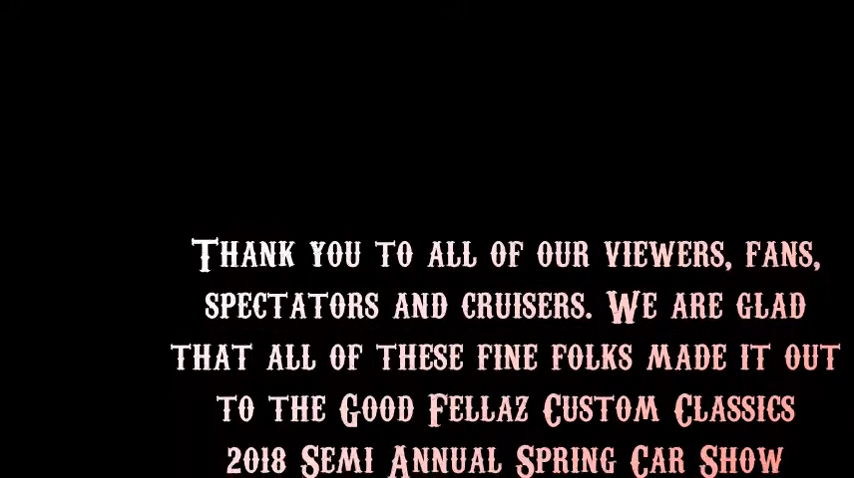 Thank you to all of our viewers, fans,
spectators and cruisers. We are glad
that all of these fine folks made it out
to the Good Fellaz Custom Classics
2018 Semi Annual Spring Car Show